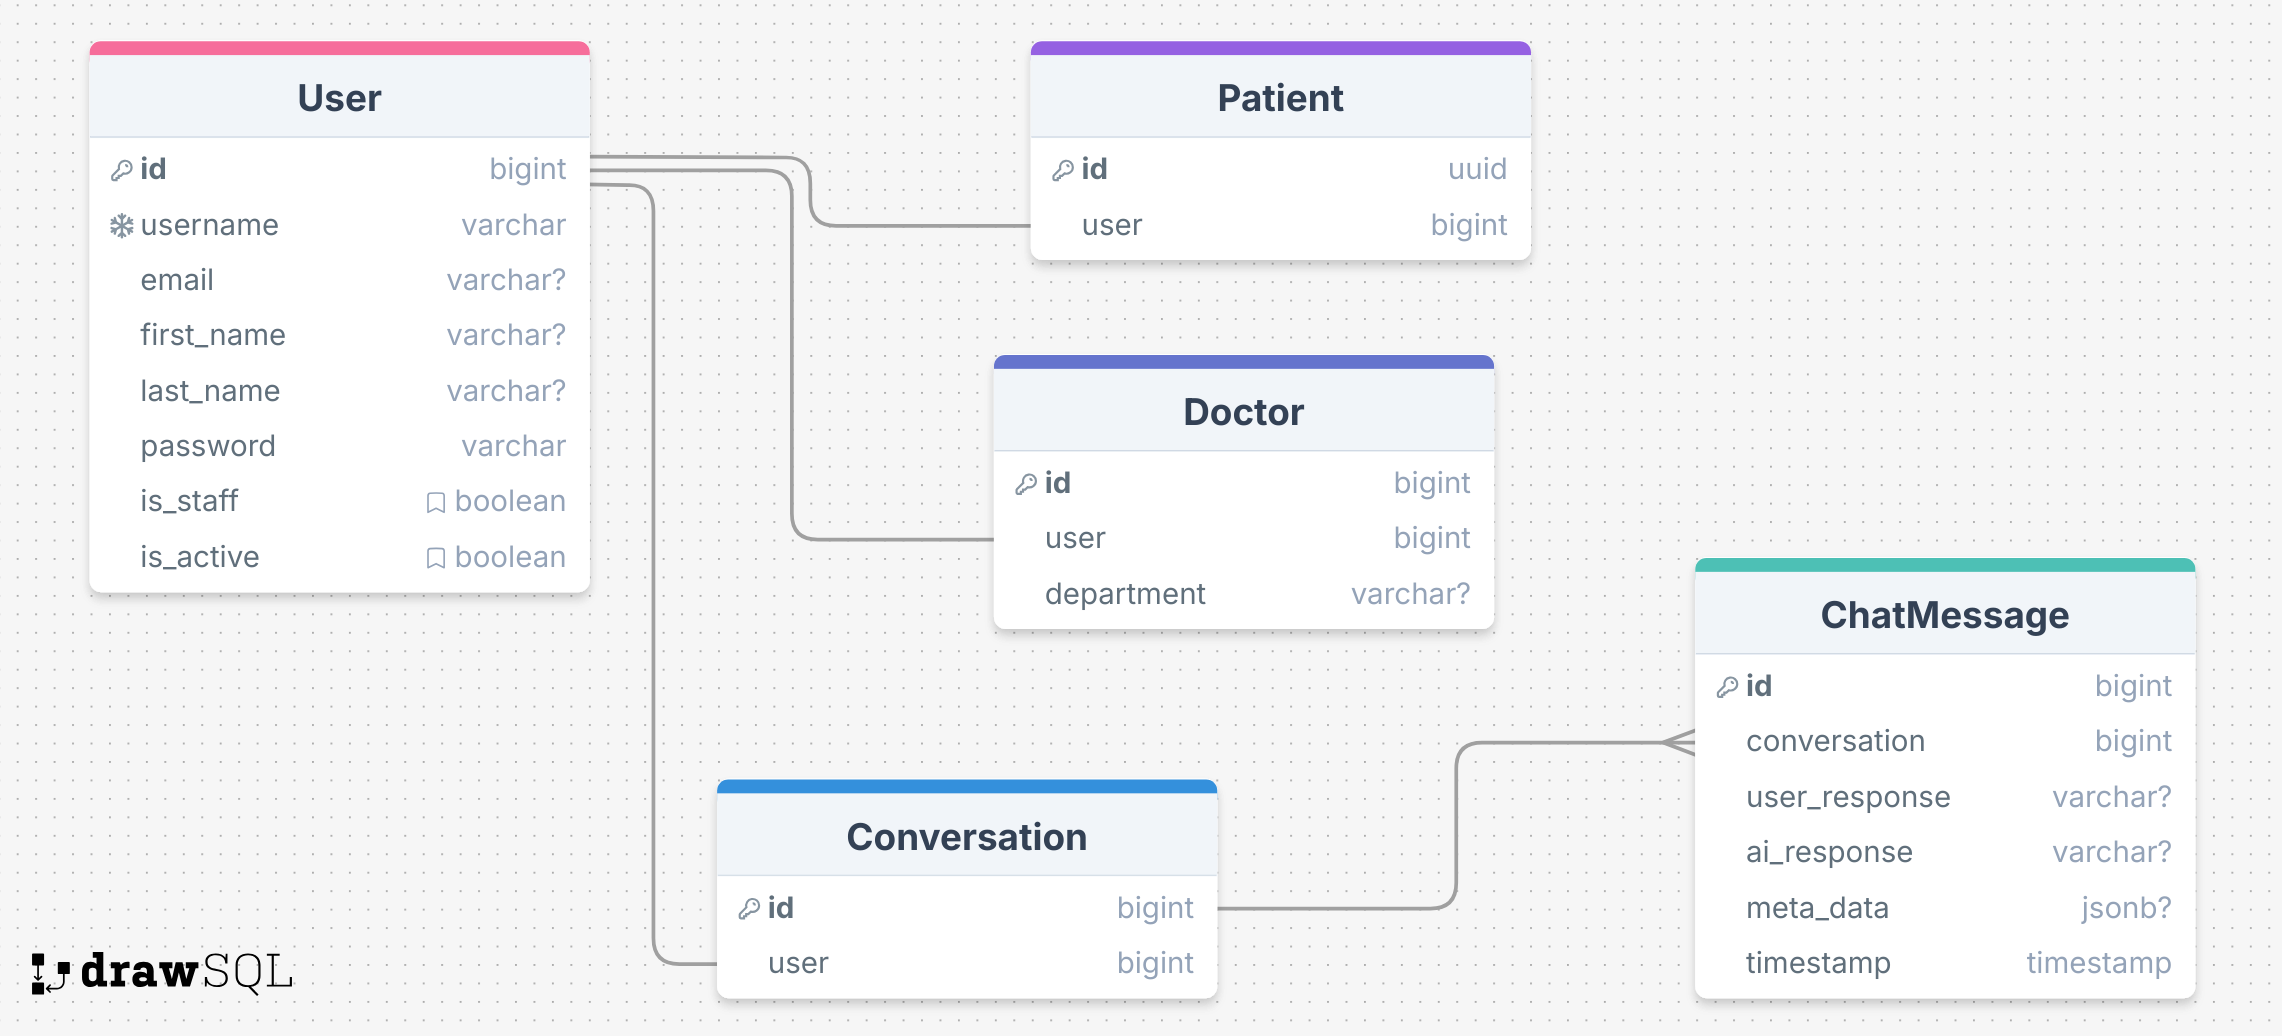 User
id bigint
username varchar
email varchar?
first_name varchar?
last_name varchar?
password varchar
is_staff boolean
is_active boolean
Patient
id uuid
user bigint
Doctor
id bigint
user bigint
department varchar?
Conversation
id bigint
user bigint
ChatMessage
id bigint
conversation bigint
user_response varchar?
ai_response varchar?
meta_data jsonb?
timestamp timestamp
drawSQL